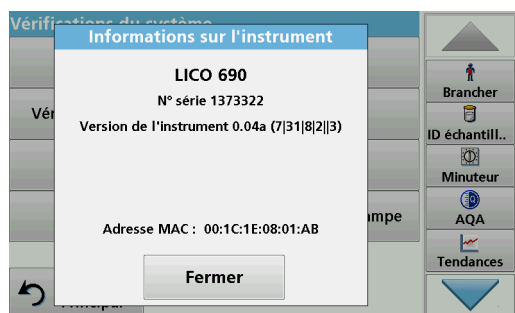 Vérifications du système
Informations sur l'instrument
LICO 690
N° série 1373322
Version de l'instrument 0.04a (7|31|8|2||3)
Adresse MAC : 00:1C:1E:08:01:AB
Fermer
Principal
Brancher
ID échantill..
Minuteur
AQA
Tendances